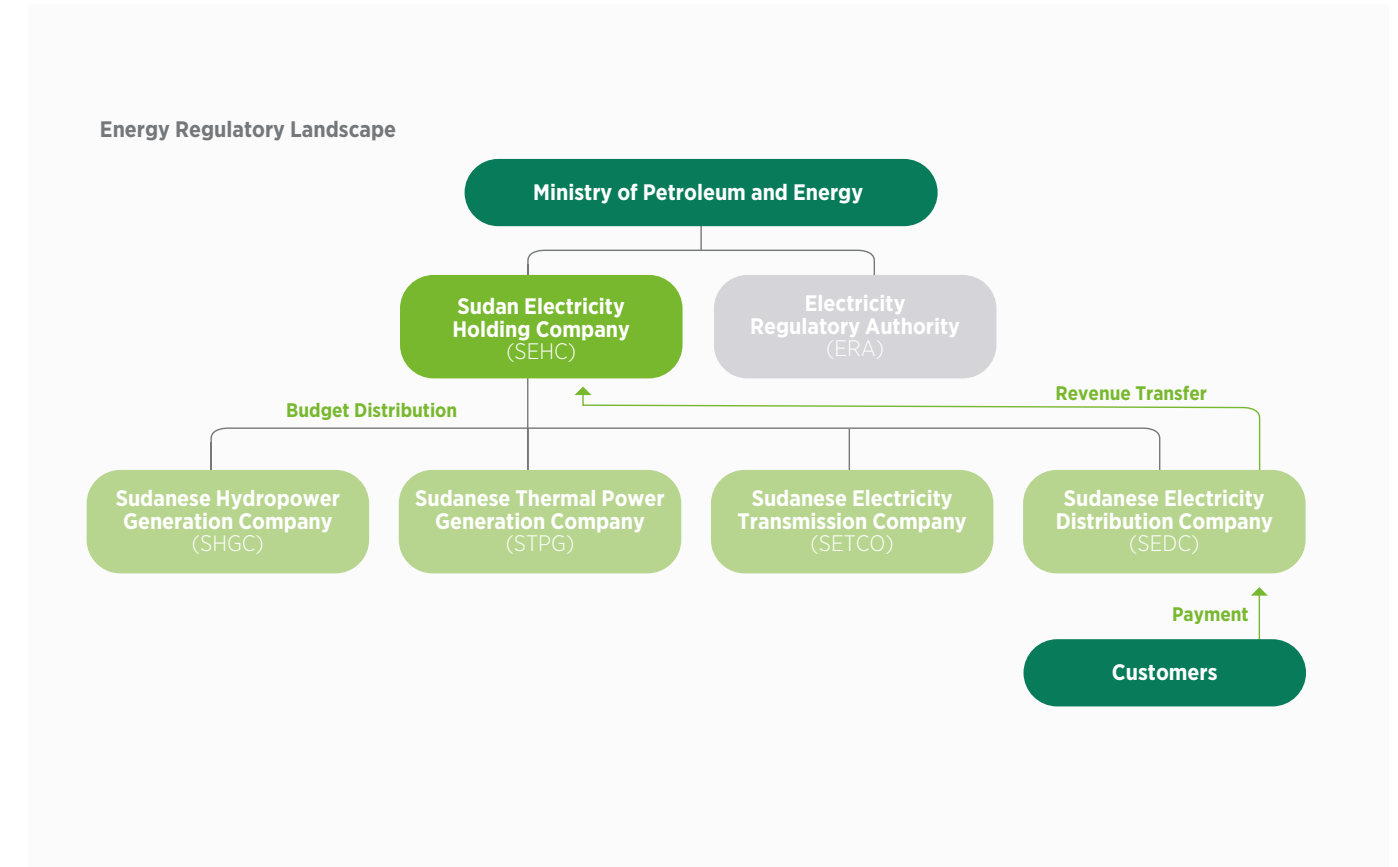 Energy Regulatory Landscape
Ministry of Petroleum and Energy
Sudan Electricity
Holding Company
(SEHC)
Electricity
Regulatory Authority
(ERA)
Revenue Transfer
Budget Distribution
Sudanese Hydropower
Generation Company
(SHGC)
Sudanese Thermal Power
Generation Company
(STPG)
Sudanese Electricity
Transmission Company
(SETCO)
Sudanese Electricity
Distribution Company
(SEDC)
Payment
Customers